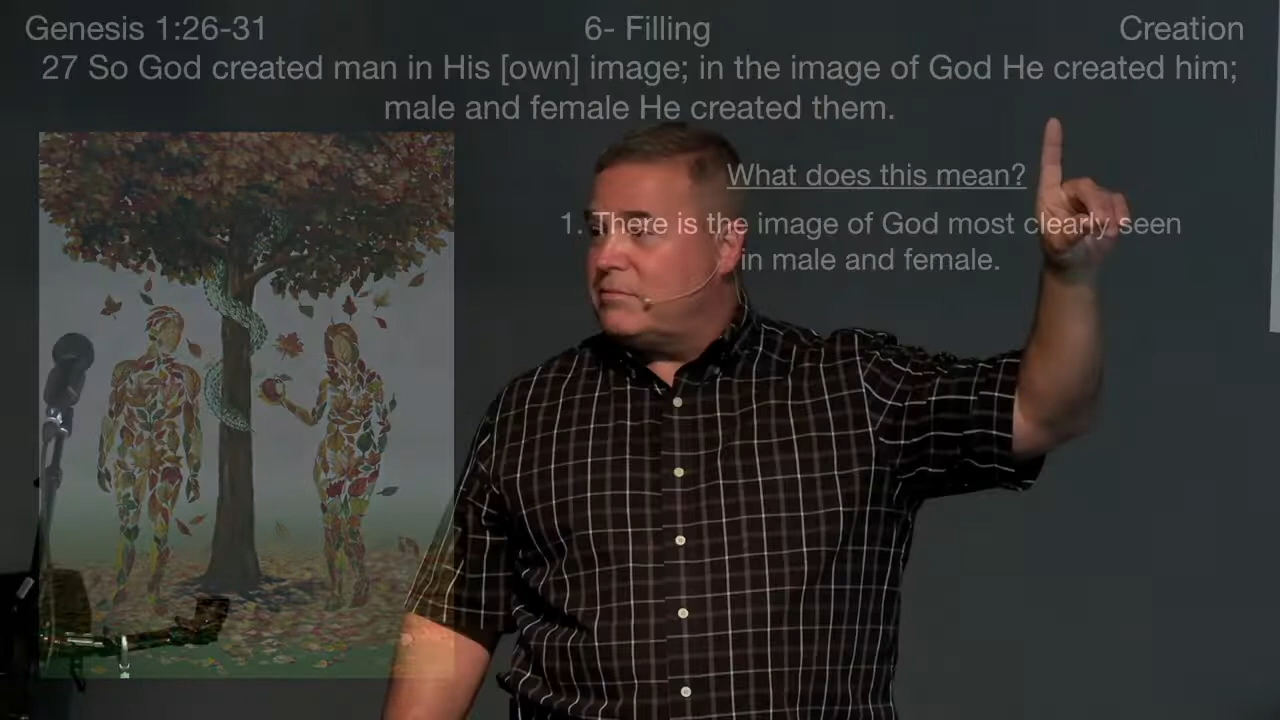 Genesis 1:26-31 6- Filling Creation
27 So God created man in His [own] image; in the image of God He created him;
male and female He created them.
What does this mean?
1. There is the image of God most clearly seen
in male and female.